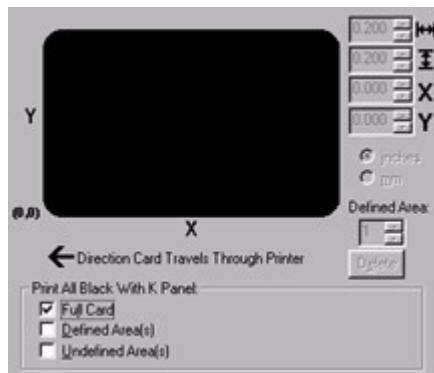 0.200
0.200
0.000 X
Y
0.000 Y
inches
mm
(0,0)
Defined Area:
X
1
Direction Card Travels Through Printer
Delete
Print All Black With K Panel:
Full Card
Defined Area(s)
Undefined Area(s)